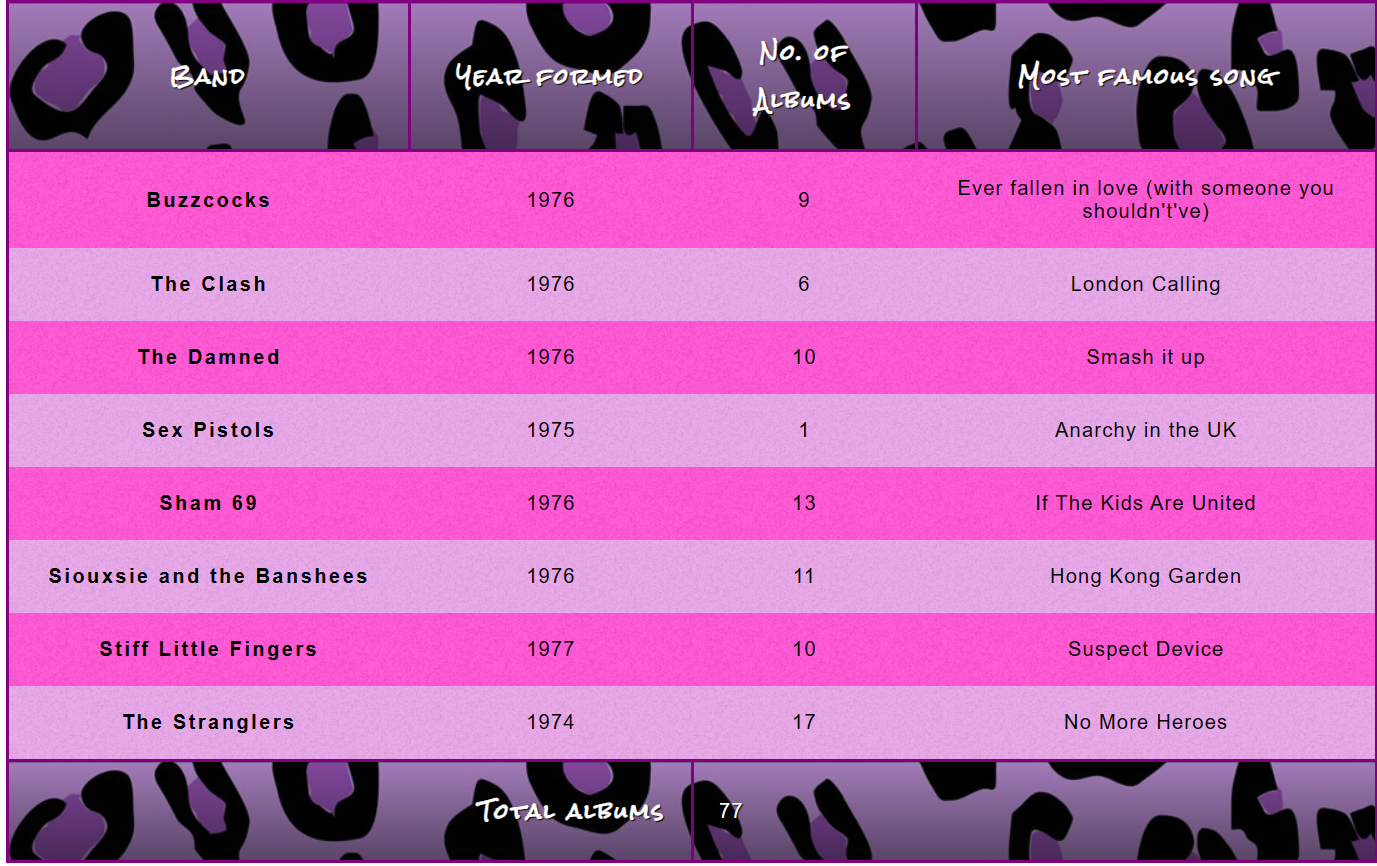 Band Year formed No. of Albums Most famous song
Buzzcocks 1976 9 Ever fallen in love (with someone you
shouldn't've)
The Clash 1976 6 London Calling
The Damned 1976 10 Smash it up
Sex Pistols 1975 1 Anarchy in the UK
Sham 69 1976 13 If The Kids Are United
Siouxsie and the Banshees 1976 11 Hong Kong Garden
Stiff Little Fingers 1977 10 Suspect Device
The Stranglers 1974 17 No More Heroes
Total albums 77